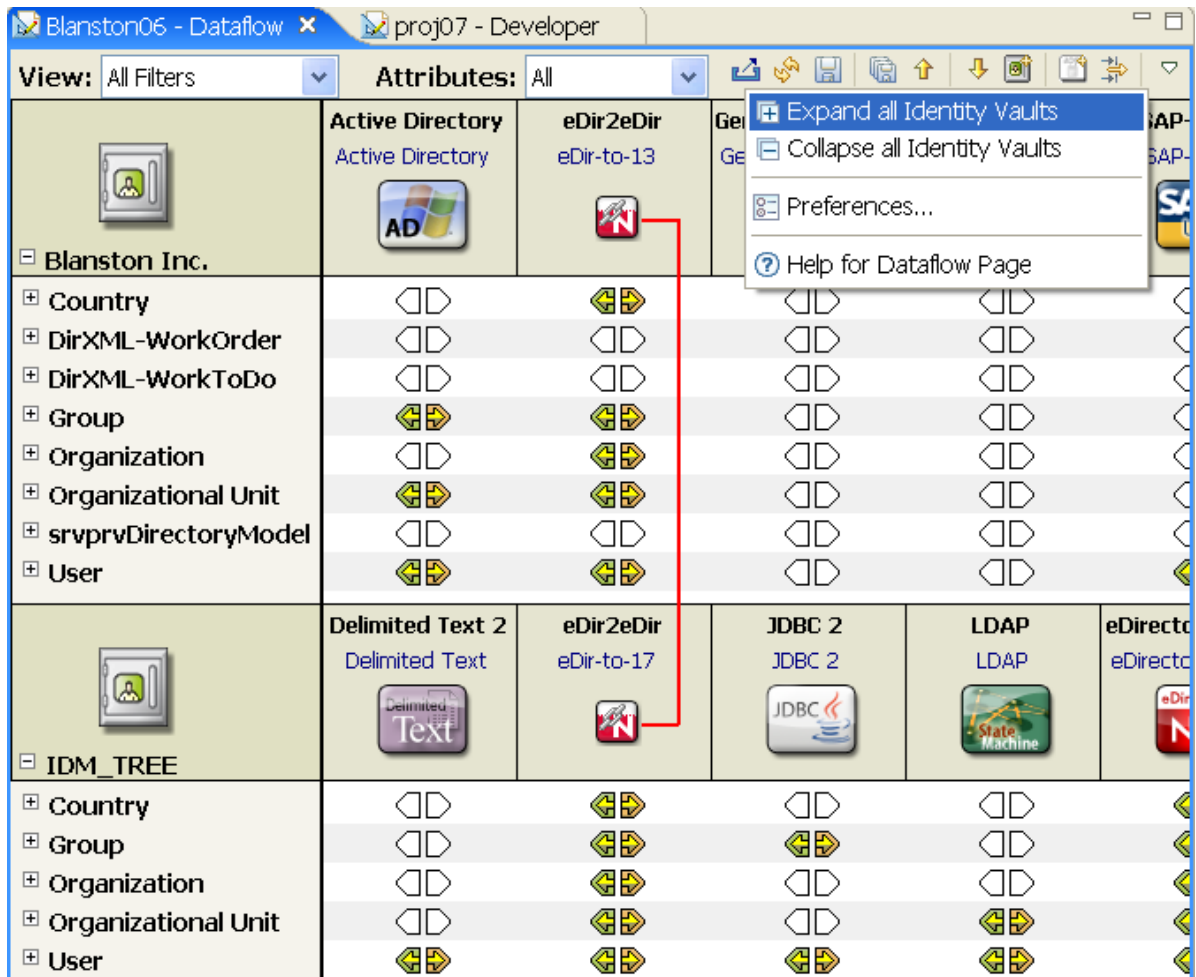 Blanston06 - Dataflow proj07 - Developer
View: All Filters Attributes: All
Expand all Identity Vaults
Collapse all Identity Vaults
Preferences...
Help for Dataflow Page
Active Directory eDir2eDir
Active Directory eDir-to-13
AD
Blanston Inc.
Country
DirXML-WorkOrder
DirXML-WorkToDo
Group
Organization
Organizational Unit
srvprvDirectoryModel
User
Delimited Text 2 eDir2eDir JDBC 2 LDAP
Delimited Text eDir-to-17 JDBC 2 LDAP
Delimited Text N JDBC State Machine eDir N
IDM_TREE
Country
Group
Organization
Organizational Unit
User